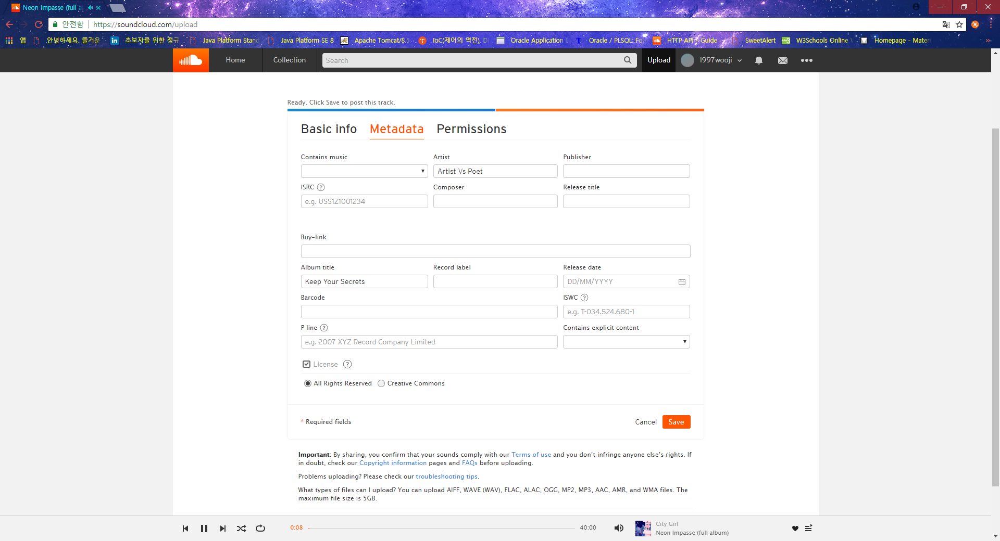 Neon Impasse (full a
안전함 https://soundcloud.com/upload
앱 .안녕하세요. 즐거운 초보자를 위한 정규 Java Platform Stand Java Platform SE 8 Apache Tomcat/8.5 .IoC(제어의 역전), D Oracle Application Oracle / PLSQL: HTTP API - Guide SweetAlert W3Schools Online Homepage - Materi
Home Collection Search Upload 1997wooji
Ready. Click Save to post this track.
Basic info Metadata Permissions
Contains music Artist Publisher
Artist Vs Poet
ISRC ? Composer Release title
e.g. USS1Z1001234
Buy-link
Album title Record label Release date
Keep Your Secrets DD/MM/YYYY
Barcode ISWC ?
e.g. T-034.524.680-1
P line ? Contains explicit content
e.g. 2007 XYZ Record Company Limited
License ?
All Rights Reserved Creative Commons
* Required fields Cancel Save
Important: By sharing, you confirm that your sounds comply with our Terms of use and you don't infringe anyone else's rights. If
in doubt, check our Copyright information pages and FAQs before uploading.
Problems uploading? Please check our troubleshooting tips.
What types of files can I upload? You can upload AIFF, WAVE (WAV), FLAC, ALAC, OGG, MP2, MP3, AAC, AMR, and WMA files. The
maximum file size is 5GB.
0:08 40:00 City Girl
Neon Impasse (full album)